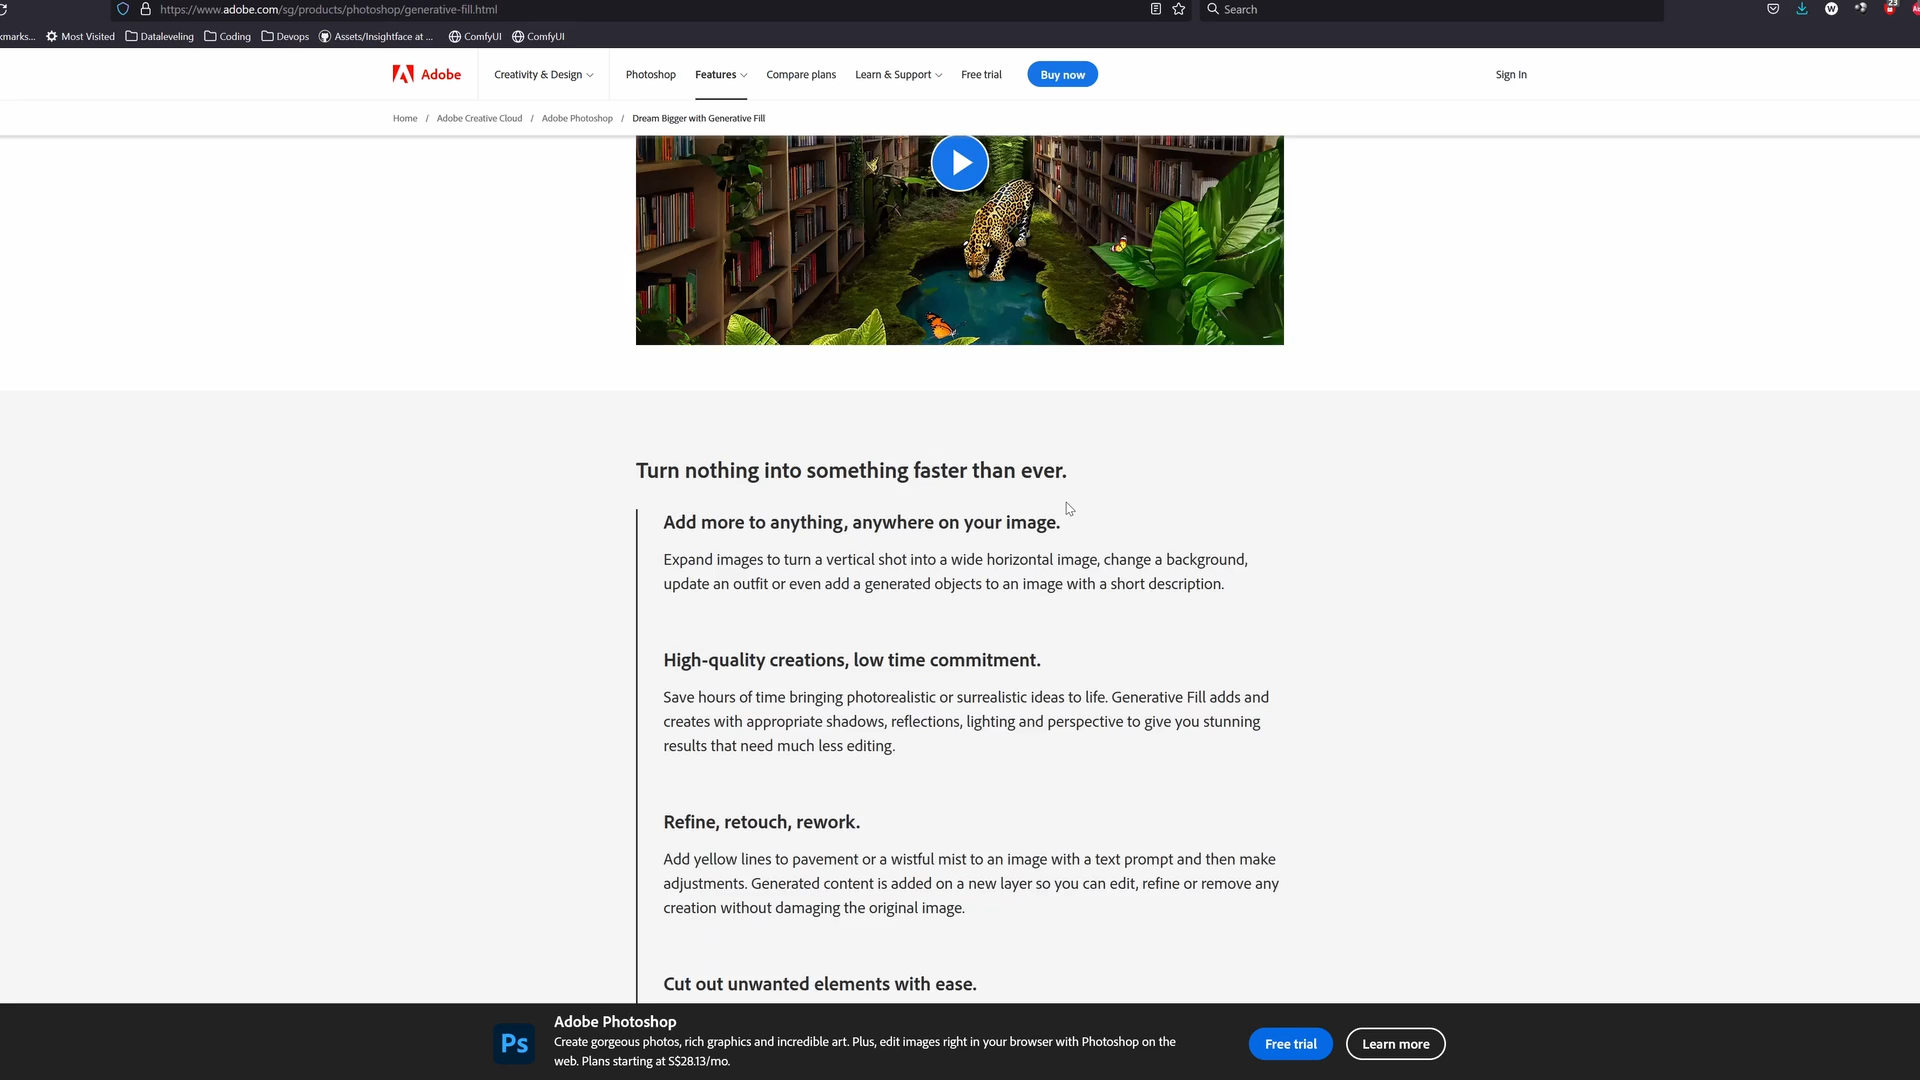 https://www.adobe.com/sg/products/photoshop/generative-fill.html
Search
23
kmarks...
Most Visited
Dataleveling
Coding
Devops
Assets/Insightface at ...
ComfyUI
ComfyUI
Adobe
Creativity & Design
Photoshop
Features
Compare plans
Learn & Support
Free trial
Buy now
Sign In
Home / Adobe Creative Cloud / Adobe Photoshop / Dream Bigger with Generative Fill
Turn nothing into something faster than ever.
Add more to anything, anywhere on your image.
Expand images to turn a vertical shot into a wide horizontal image, change a background,
update an outfit or even add a generated objects to an image with a short description.
High-quality creations, low time commitment.
Save hours of time bringing photorealistic or surrealistic ideas to life. Generative Fill adds and
creates with appropriate shadows, reflections, lighting and perspective to give you stunning
results that need much less editing.
Refine, retouch, rework.
Add yellow lines to pavement or a wistful mist to an image with a text prompt and then make
adjustments. Generated content is added on a new layer so you can edit, refine or remove any
creation without damaging the original image.
Cut out unwanted elements with ease.
Ps
Adobe Photoshop
Create gorgeous photos, rich graphics and incredible art. Plus, edit images right in your browser with Photoshop on the
web. Plans starting at S$28.13/mo.
Free trial
Learn more